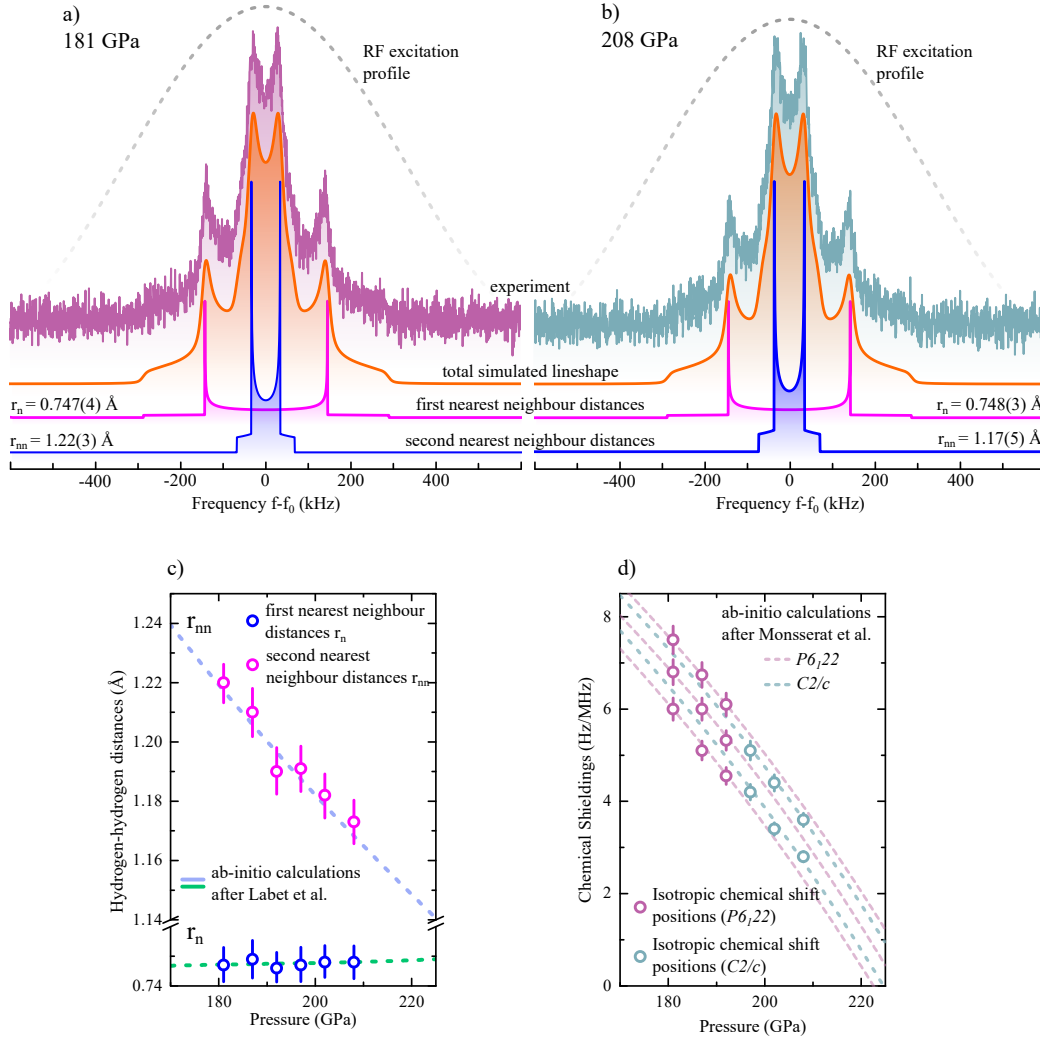 a)
181 GPa
RF excitation
profile
b)
208 GPa
RF excitation
profile
experiment
total simulated lineshape
rₙ = 0.747(4) Å
first nearest neighbour distances
rₙ = 0.748(3) Å
rₙₙ = 1.22(3) Å
second nearest neighbour distances
rₙₙ = 1.17(5) Å
-400 -200 0 200 400
Frequency f-f₀ (kHz)
-400 -200 0 200 400
Frequency f-f₀ (kHz)
c)
Hydrogen-hydrogen distances (Å)
1.24
1.22
1.20
1.18
1.16
1.14
0.74
rₙₙ
first nearest neighbour
distances rₙ
second nearest
neighbour distances rₙₙ
ab-initio calculations
after Labet et al.
rₙ
180 200 220
Pressure (GPa)
d)
Chemical Shieldings (Hz/MHz)
8
6
4
2
0
ab-initio calculations
after Monsserat et al.
P6₁22
C2/c
Isotropic chemical shift
positions (P6₁22)
Isotropic chemical shift
positions (C2/c)
180 200 220
Pressure (GPa)